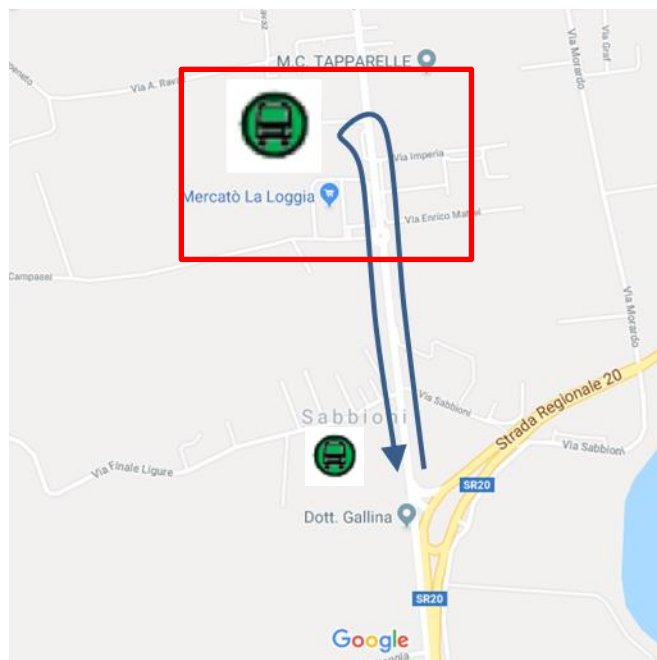 M.C. TAPPARELLE
Via A. Rava
Via Graf
Via Morardo
Via Imperia
Mercatò La Loggia
Via Enrico Mattei
Via Morardo
Via Sabbioni
Strada Regionale 20
Sabbioni
Via Sabbioni
Via Finale Ligure
SR20
Dott. Gallina
SR20
Google